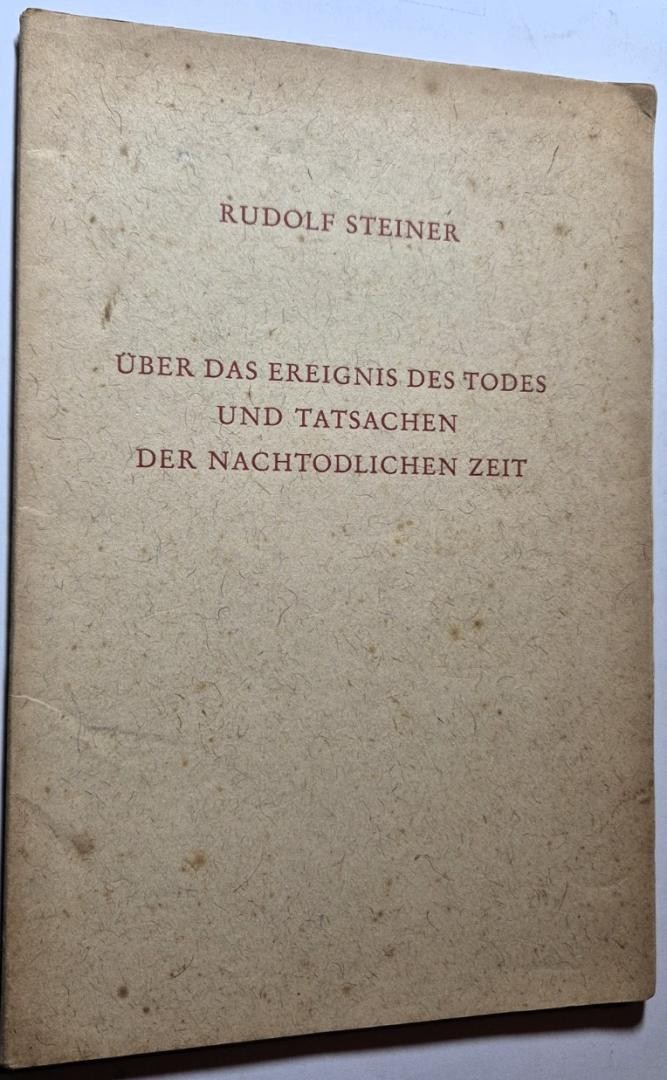 RUDOLF STEINER
ÜBER DAS EREIGNIS DES TODES
UND TATSACHEN
DER NACHTODLICHEN ZEIT